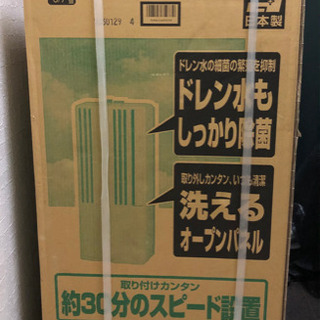 日本製
ドレン水の細菌の繁殖を抑制
ドレン水も
しっかり除菌
取り外しカンタン、いつも清潔
洗える
オープンパネル
取り付けカンタン
約30分のスピード設置